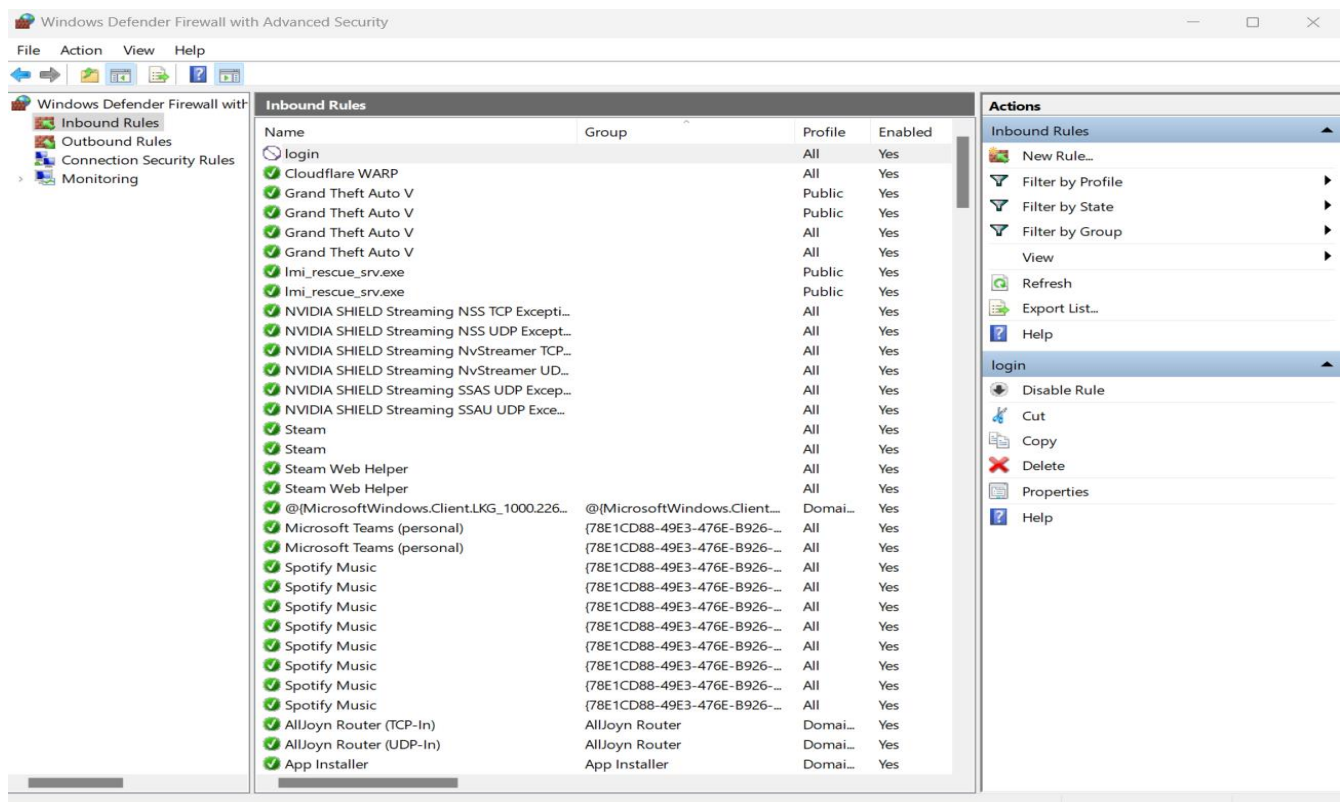 Windows Defender Firewall with Advanced Security
File Action View Help
Windows Defender Firewall with
Inbound Rules
Outbound Rules
Connection Security Rules
Monitoring
Inbound Rules
Name Group Profile Enabled
login All Yes
Cloudflare WARP All Yes
Grand Theft Auto V Public Yes
Grand Theft Auto V Public Yes
Grand Theft Auto V All Yes
Grand Theft Auto V All Yes
lmi_rescue_srv.exe Public Yes
lmi_rescue_srv.exe Public Yes
NVIDIA SHIELD Streaming NSS TCP Excepti... All Yes
NVIDIA SHIELD Streaming NSS UDP Except... All Yes
NVIDIA SHIELD Streaming NvStreamer TCP... All Yes
NVIDIA SHIELD Streaming NvStreamer UD... All Yes
NVIDIA SHIELD Streaming SSAS UDP Excep... All Yes
NVIDIA SHIELD Streaming SSAU UDP Exce... All Yes
Steam All Yes
Steam All Yes
Steam Web Helper All Yes
Steam Web Helper All Yes
@{MicrosoftWindows.Client.LKG_1000.226... @{MicrosoftWindows.Client.... Domai... Yes
Microsoft Teams (personal) {78E1CD88-49E3-476E-B926-... All Yes
Microsoft Teams (personal) {78E1CD88-49E3-476E-B926-... All Yes
Spotify Music {78E1CD88-49E3-476E-B926-... All Yes
Spotify Music {78E1CD88-49E3-476E-B926-... All Yes
Spotify Music {78E1CD88-49E3-476E-B926-... All Yes
Spotify Music {78E1CD88-49E3-476E-B926-... All Yes
Spotify Music {78E1CD88-49E3-476E-B926-... All Yes
Spotify Music {78E1CD88-49E3-476E-B926-... All Yes
Spotify Music {78E1CD88-49E3-476E-B926-... All Yes
Spotify Music {78E1CD88-49E3-476E-B926-... All Yes
AllJoyn Router (TCP-In) AllJoyn Router Domai... Yes
AllJoyn Router (UDP-In) AllJoyn Router Domai... Yes
App Installer App Installer Domai... Yes
Actions
Inbound Rules
New Rule...
Filter by Profile
Filter by State
Filter by Group
View
Refresh
Export List...
Help
login
Disable Rule
Cut
Copy
Delete
Properties
Help